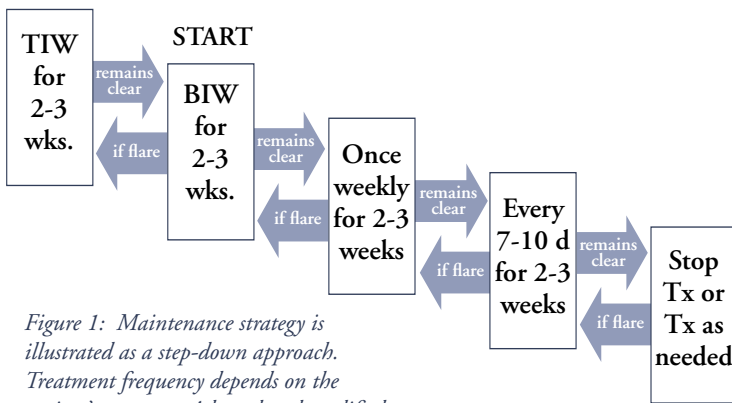 TIW
for
2-3
wks.
remains
clear
if flare
START
BIW
for
2-3
wks.
remains
clear
if flare
Once
weekly
for 2-3
weeks
remains
clear
if flare
Every
7-10 d
for 2-3
weeks
remains
clear
if flare
Stop
Tx or
Tx as
needed
Figure 1: Maintenance strategy is
illustrated as a step-down approach.
Treatment frequency depends on the